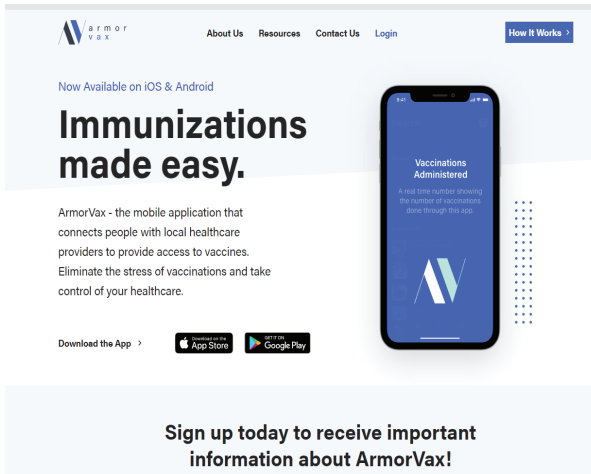 armor
vax
About Us Resources Contact Us Login
How It Works >
Now Available on iOS & Android
Immunizations
made easy.
ArmorVax - the mobile application that
connects people with local healthcare
providers to provide access to vaccines.
Eliminate the stress of vaccinations and take
control of your healthcare.
Download the App >
Download on the
App Store
GET IT ON
Google Play
9:41
Vaccinations
Administered
A real time number showing
the number of vaccinations
done through this app.
Sign up today to receive important
information about ArmorVax!